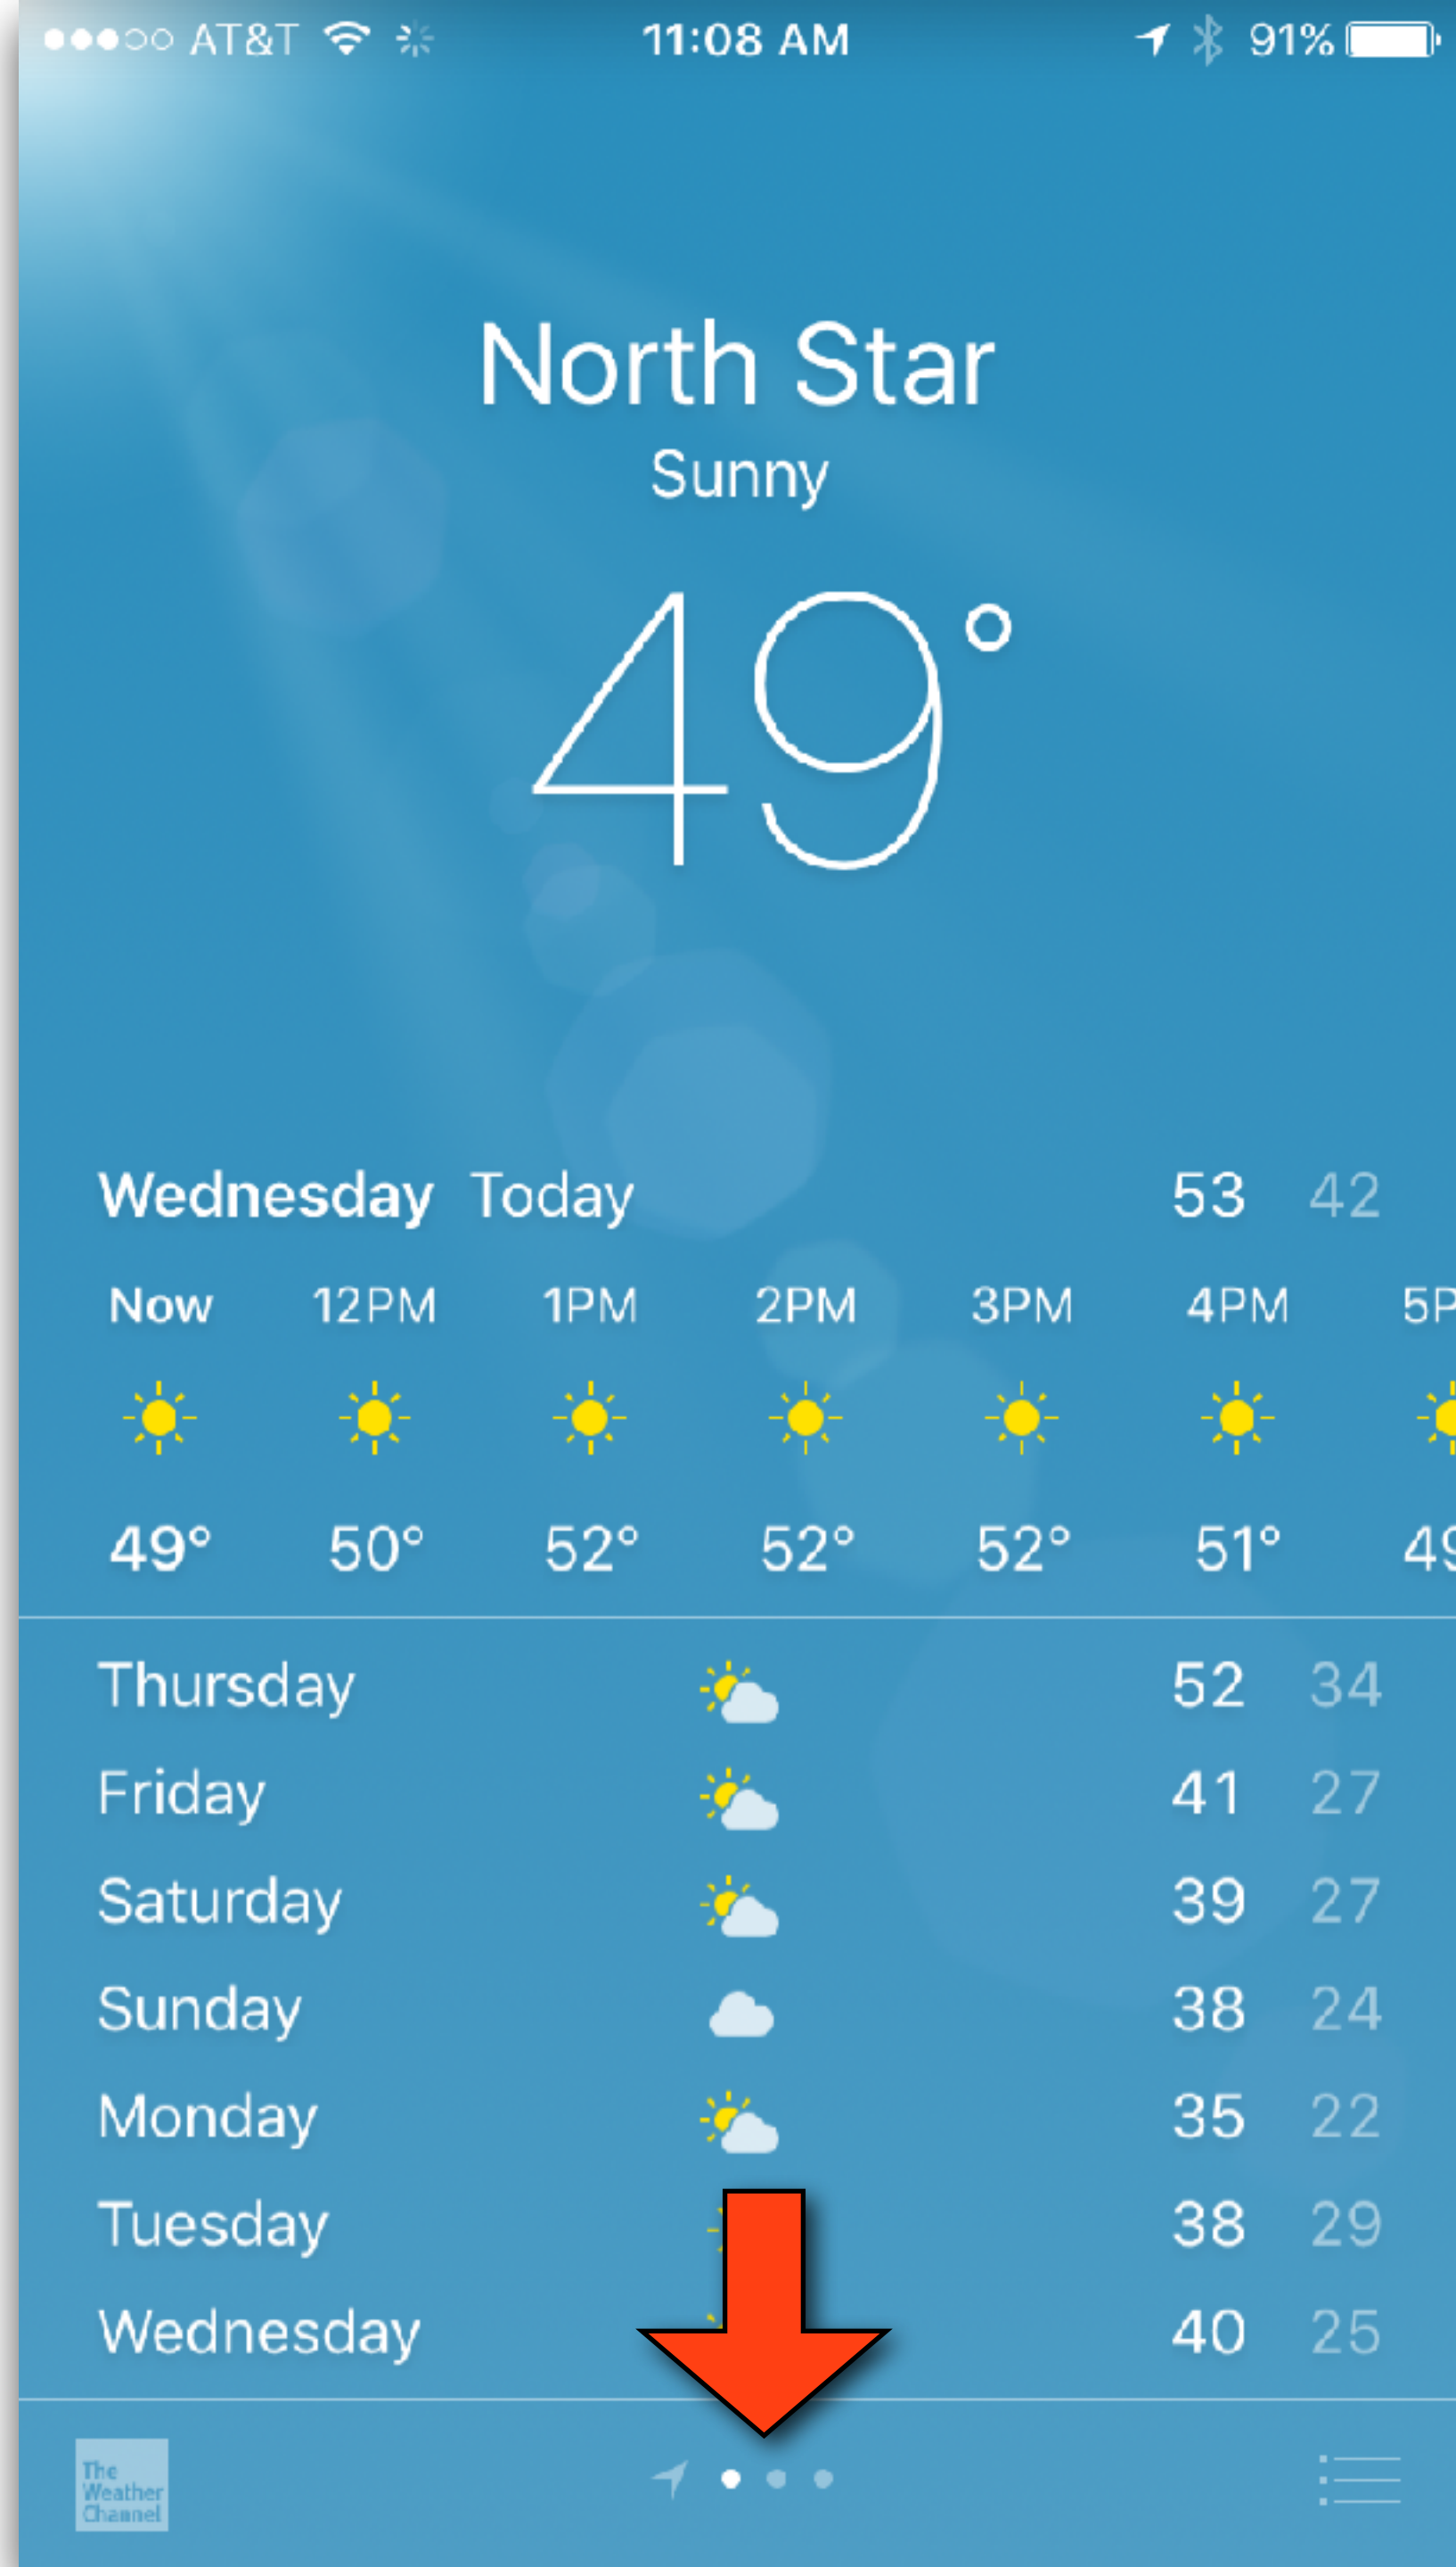 AT&T 11:08 AM 91%
North Star
Sunny
49°
Wednesday Today 53 42
Now 12PM 1PM 2PM 3PM 4PM 5P
49° 50° 52° 52° 52° 51° 49
Thursday 52 34
Friday 41 27
Saturday 39 27
Sunday 38 24
Monday 35 22
Tuesday 38 29
Wednesday 40 25
The
Weather
Channel